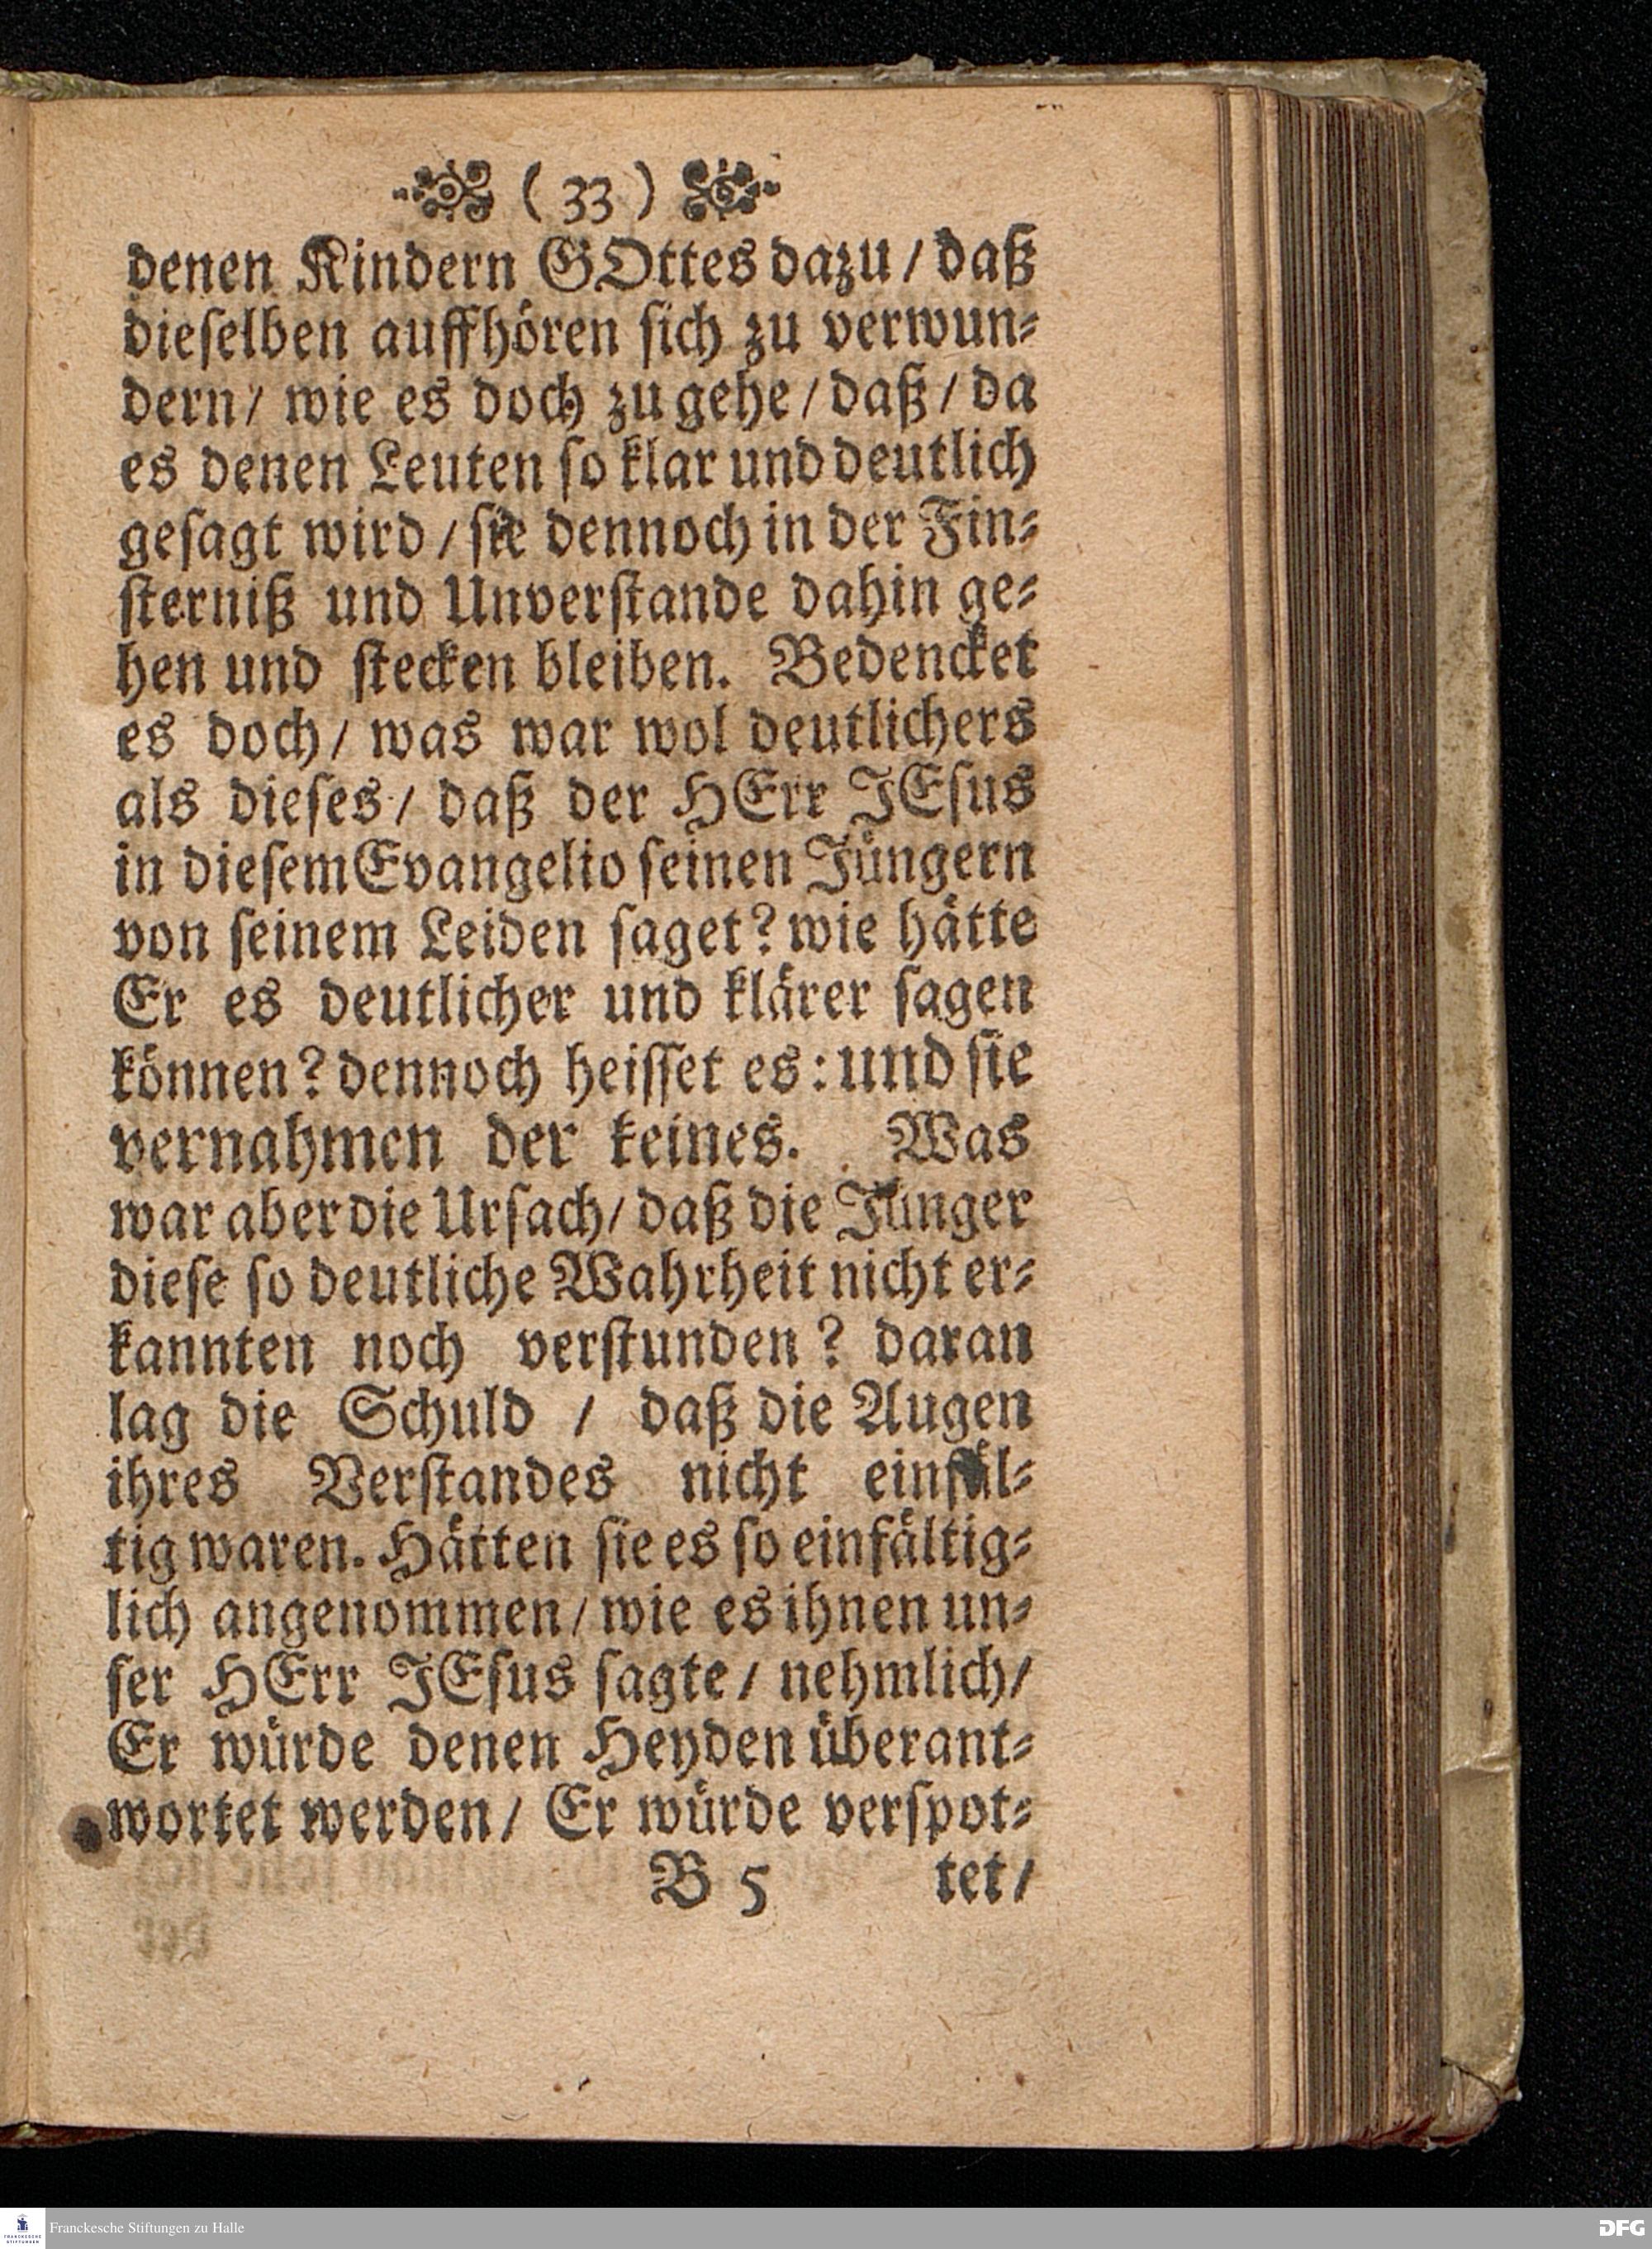 ( 33 )
denen Kindern GOttes dazu / daß
dieselben auffhören sich zu verwun⸗
dern / wie es doch zu gehe / daß / da
es denen Leuten so klar und deutlich
gesagt wird / sie dennoch in der Fin⸗
sterniß und Unverstande dahin ge⸗
hen und stecken bleiben. Bedencket
es doch / was war wol deutlichers
als dieses / daß der HErr JEsus
in diesem Evangelio seinen Jüngern
von seinem Leiden saget? wie hätte
Er es deutlicher und klärer sagen
können? dennoch heisset es: und sie
vernahmen der keines. Was
war aber die Ursach / daß die Jünger
diese so deutliche Wahrheit nicht er⸗
kannten noch verstunden? daran
lag die Schuld / daß die Augen
ihres Verstandes nicht einfäl⸗
tig waren. Hätten sie es so einfältig⸗
lich angenommen / wie es ihnen un⸗
ser HErr JEsus sagte / nehmlich /
Er würde denen Heyden überant⸗
wortet werden / Er würde verspot⸗
B 5 tet /
Franckesche Stiftungen zu Halle
DFG